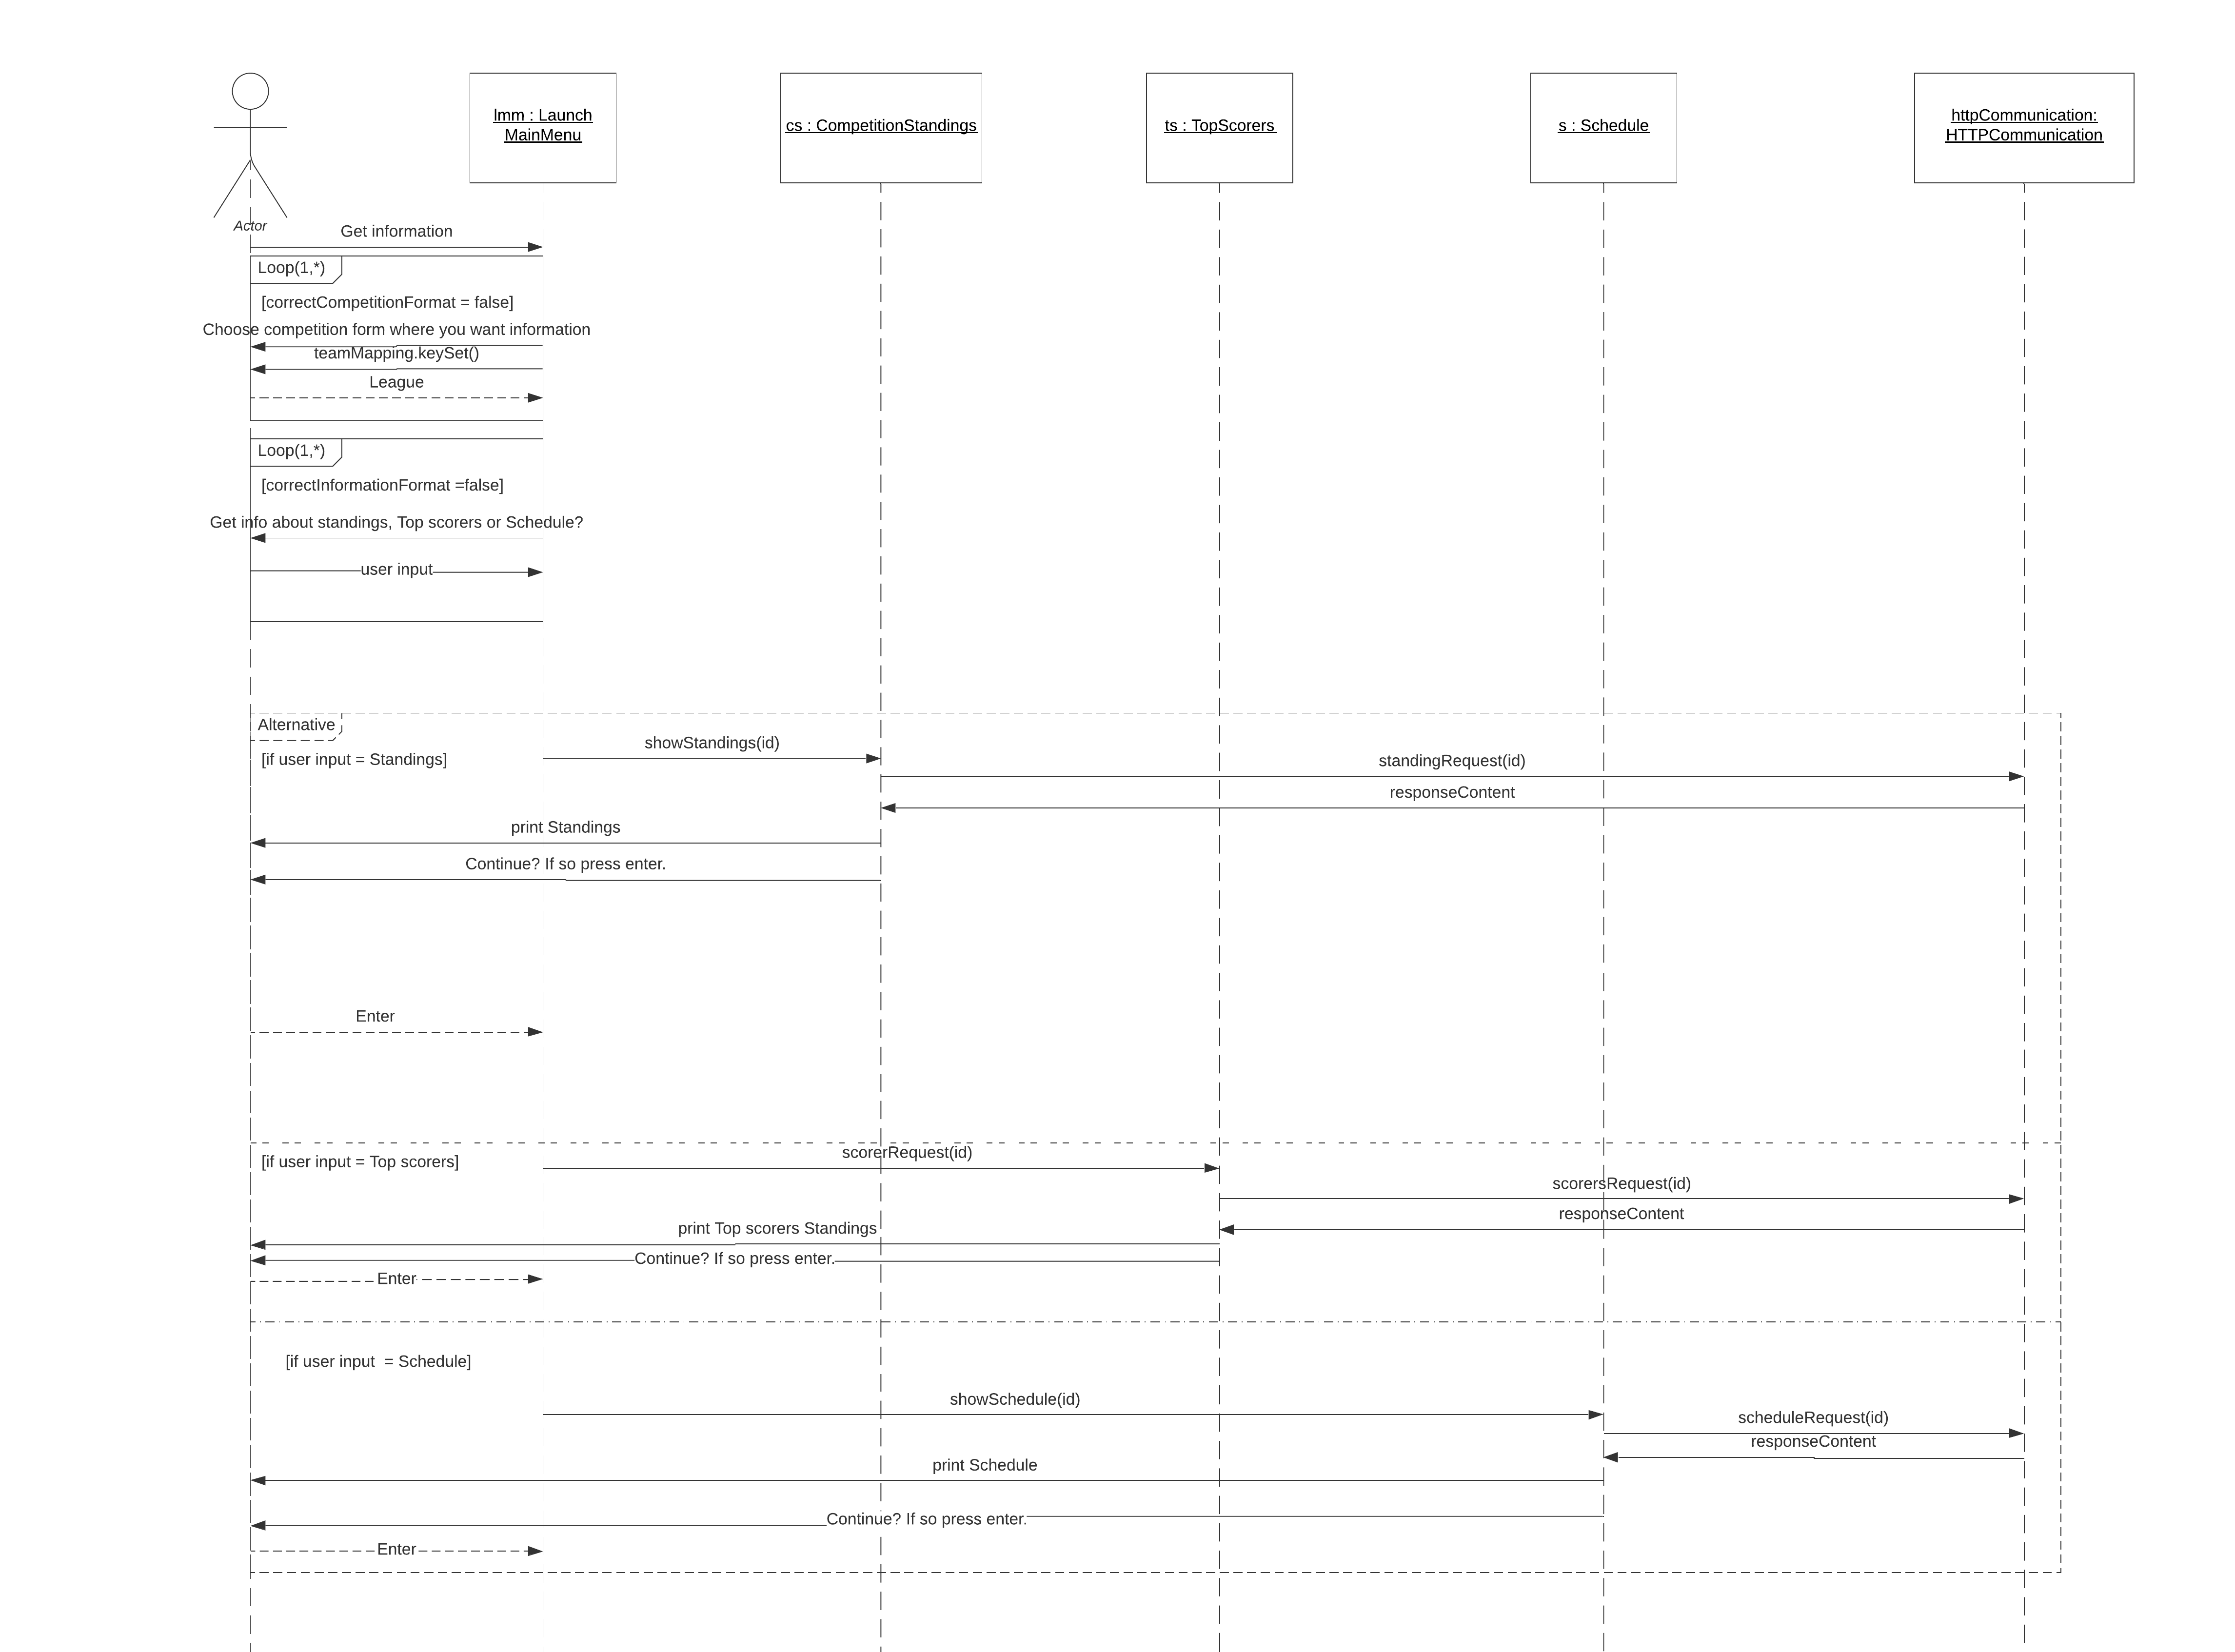 lmm : Launch
MainMenu
cs : CompetitionStandings
ts : TopScorers
s : Schedule
httpCommunication:
HTTPCommunication
Actor
Get information
Loop(1,*)
[correctCompetitionFormat = false]
Choose competition form where you want information
teamMapping.keySet()
League
Loop(1,*)
[correctInformationFormat =false]
Get info about standings, Top scorers or Schedule?
user input
Alternative
showStandings(id)
[if user input = Standings]
standingRequest(id)
responseContent
print Standings
Continue? If so press enter.
Enter
scorerRequest(id)
[if user input = Top scorers]
scorersRequest(id)
responseContent
print Top scorers Standings
Continue? If so press enter.
Enter
[if user input  = Schedule]
showSchedule(id)
scheduleRequest(id)
responseContent
print Schedule
Continue? If so press enter.
Enter